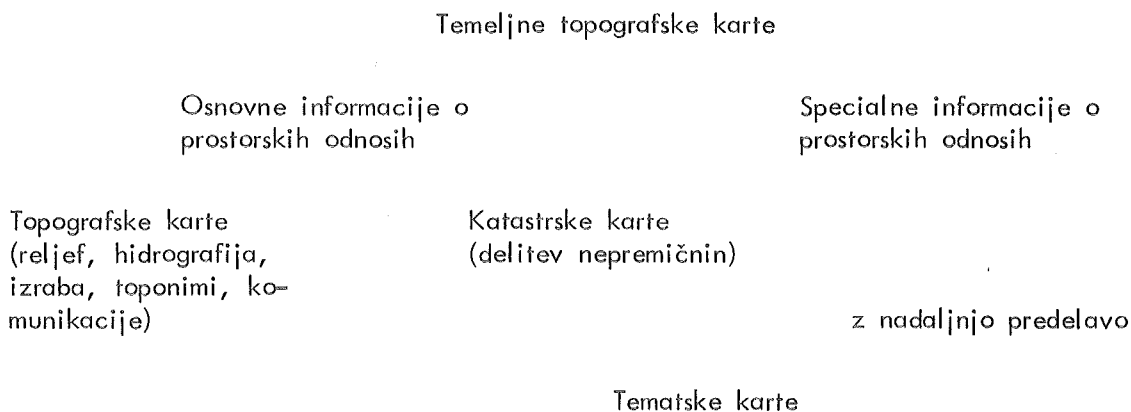 Temeljne topografske karte
Osnovne informacije o
prostorskih odnosih
Specialne informacije o
prostorskih odnosih
Topografske karte
(reljef, hidrografija,
izraba, toponimi, ko-
munikacije)
Katastrske karte
(delitev nepremičnin)
z nadaljnjo predelavo
Tematske karte